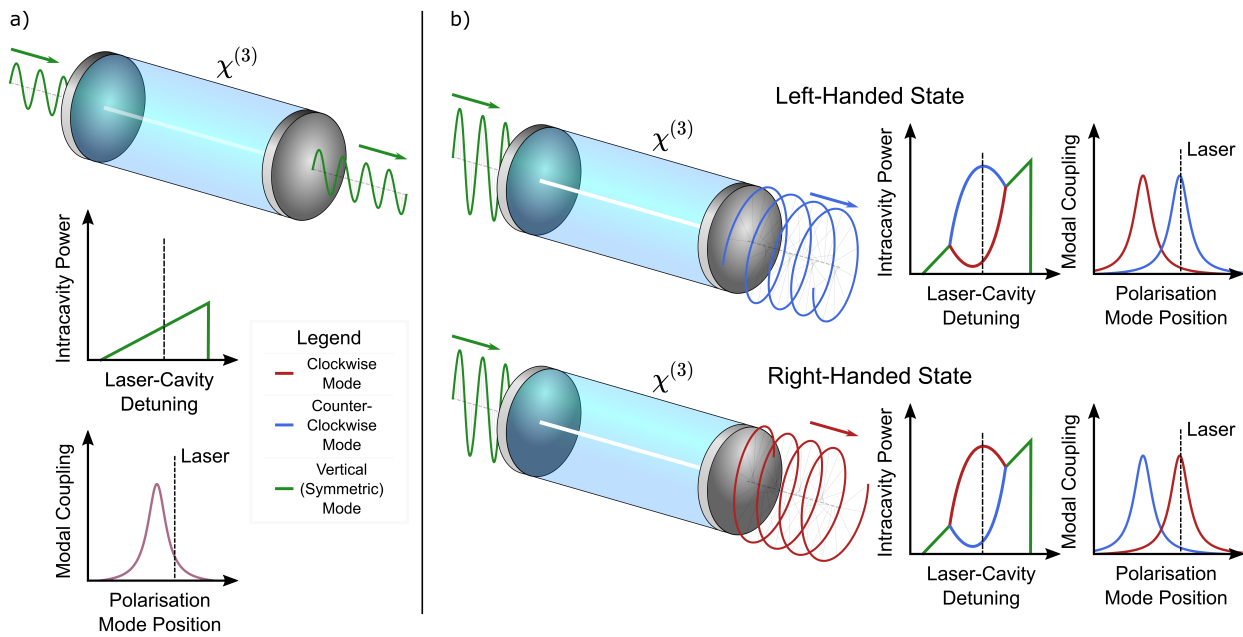 a)
χ(3)
Intracavity Power
Laser-Cavity
Detuning
Laser
Modal Coupling
Polarisation
Mode Position
Legend
Clockwise
Mode
Counter-
Clockwise
Mode
Vertical
(Symmetric)
Mode
b)
χ(3)
Left-Handed State
Intracavity Power
Laser-Cavity
Detuning
Laser
Modal Coupling
Polarisation
Mode Position
χ(3)
Right-Handed State
Intracavity Power
Laser-Cavity
Detuning
Laser
Modal Coupling
Polarisation
Mode Position